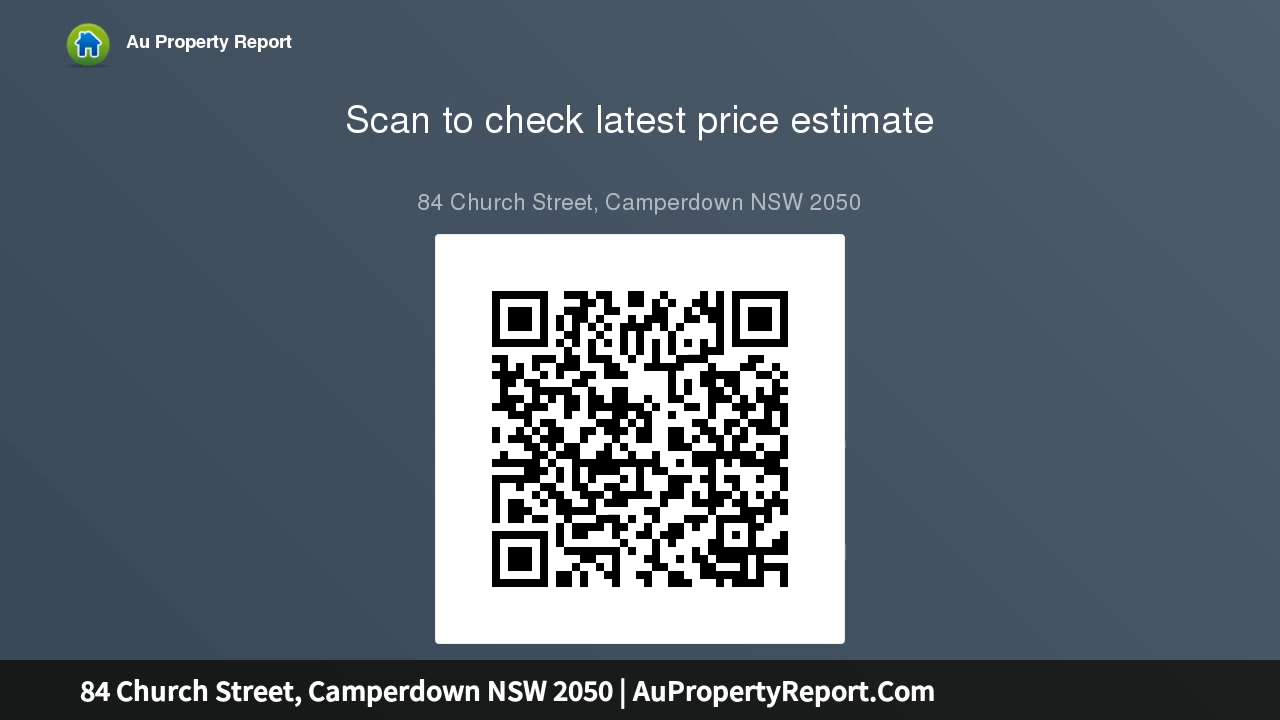 Au Property Report
Scan to check latest price estimate
84 Church Street, Camperdown NSW 2050
84 Church Street, Camperdown NSW 2050 | AuPropertyReport.Com